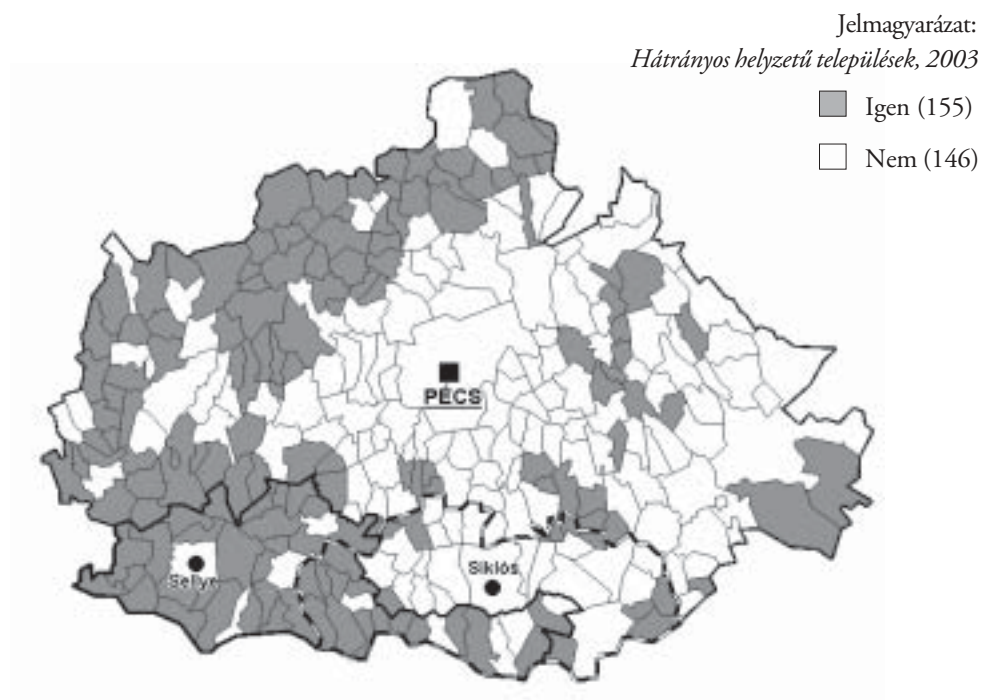 Jelmagyarázat:
Hátrányos helyzetű települések, 2003
Igen (155)
Nem (146)
PÉCS
Siklós
Sellye